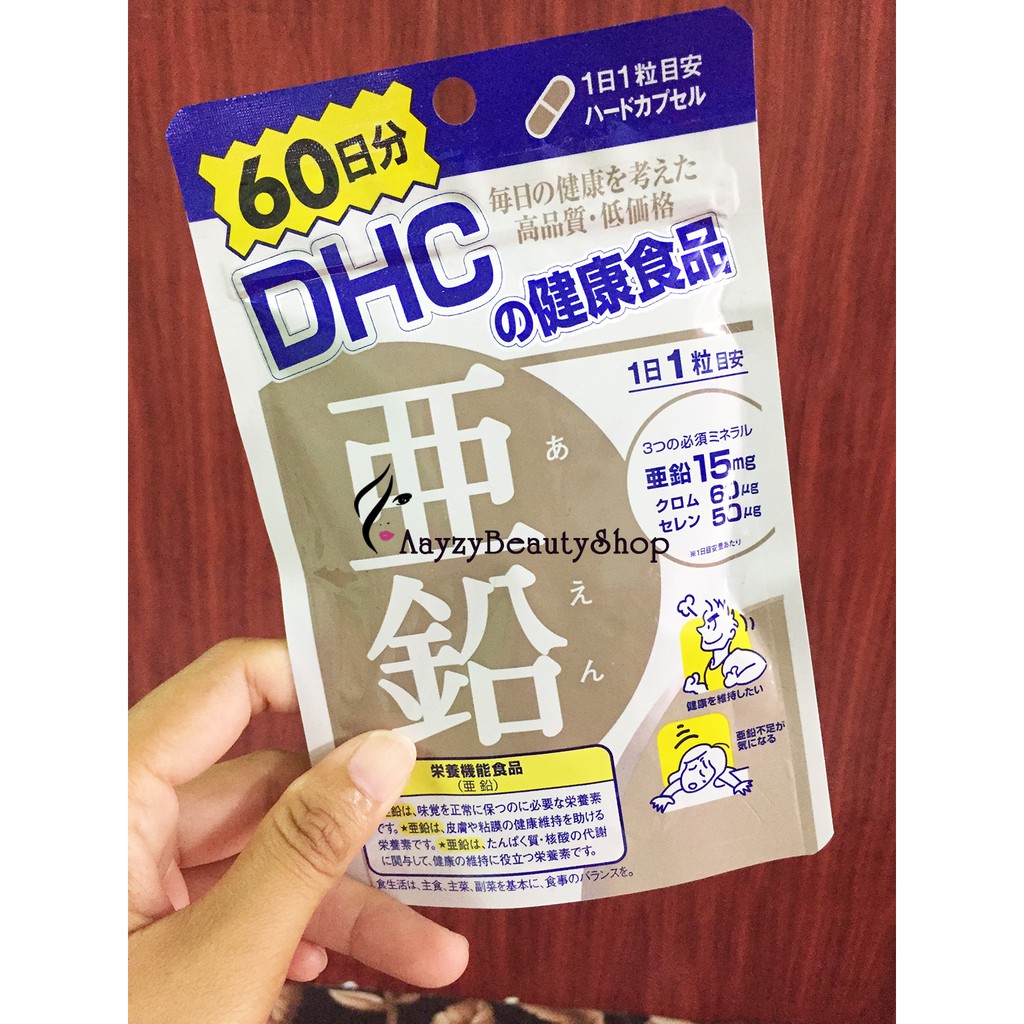 1日1粒目安
ハードカプセル
60日分
毎日の健康を考えた
高品質・低価格
DHCの健康食品
1日1粒目安
3つの必須ミネラル
亜鉛 15mg
クロム 60μg
セレン 50μg
※1日目安量あたり
亜鉛
あえん
AayzyBeautyShop
健康を維持したい
亜鉛不足が
気になる
栄養機能食品
(亜鉛)
亜鉛は、味覚を正常に保つのに必要な栄養素
です。★亜鉛は、皮膚や粘膜の健康維持を助ける
栄養素です。★亜鉛は、たんぱく質・核酸の代謝
に関与して、健康の維持に役立つ栄養素です。
食生活は、主食、主菜、副菜を基本に、食事のバランスを。